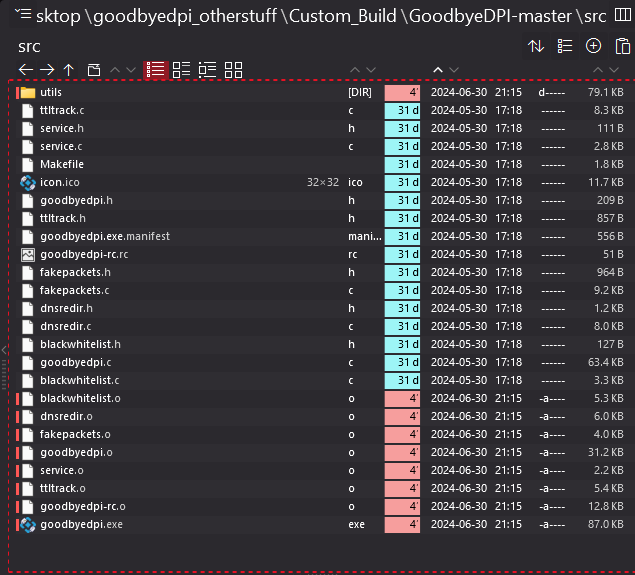 sktop \goodbyedpi_otherstuff \Custom_Build \GoodbyeDPI-master \src
src
utils [DIR] 4' 2024-06-30 21:15 d----- 79.1 KB
ttltrack.c c 31 d 2024-05-30 17:18 ------ 8.3 KB
service.h h 31 d 2024-05-30 17:18 ------ 111 B
service.c c 31 d 2024-05-30 17:18 ------ 2.8 KB
Makefile 31 d 2024-05-30 17:18 ------ 1.8 KB
icon.ico 32×32 ico 31 d 2024-05-30 17:18 ------ 11.7 KB
goodbyedpi.h h 31 d 2024-05-30 17:18 ------ 209 B
ttltrack.h h 31 d 2024-05-30 17:18 ------ 857 B
goodbyedpi.exe.manifest mani... 31 d 2024-05-30 17:18 ------ 556 B
goodbyedpi-rc.rc rc 31 d 2024-05-30 17:18 ------ 51 B
fakepackets.h h 31 d 2024-05-30 17:18 ------ 964 B
fakepackets.c c 31 d 2024-05-30 17:18 ------ 9.2 KB
dnsredir.h h 31 d 2024-05-30 17:18 ------ 1.2 KB
dnsredir.c c 31 d 2024-05-30 17:18 ------ 8.0 KB
blackwhitelist.h h 31 d 2024-05-30 17:18 ------ 127 B
goodbyedpi.c c 31 d 2024-05-30 17:18 ------ 63.4 KB
blackwhitelist.c c 31 d 2024-05-30 17:18 ------ 3.3 KB
blackwhitelist.o o 4' 2024-06-30 21:15 -a---- 5.3 KB
dnsredir.o o 4' 2024-06-30 21:15 -a---- 6.0 KB
fakepackets.o o 4' 2024-06-30 21:15 -a---- 4.0 KB
goodbyedpi.o o 4' 2024-06-30 21:15 -a---- 31.2 KB
service.o o 4' 2024-06-30 21:15 -a---- 2.2 KB
ttltrack.o o 4' 2024-06-30 21:15 -a---- 5.4 KB
goodbyedpi-rc.o o 4' 2024-06-30 21:15 -a---- 12.8 KB
goodbyedpi.exe exe 4' 2024-06-30 21:15 -a---- 87.0 KB